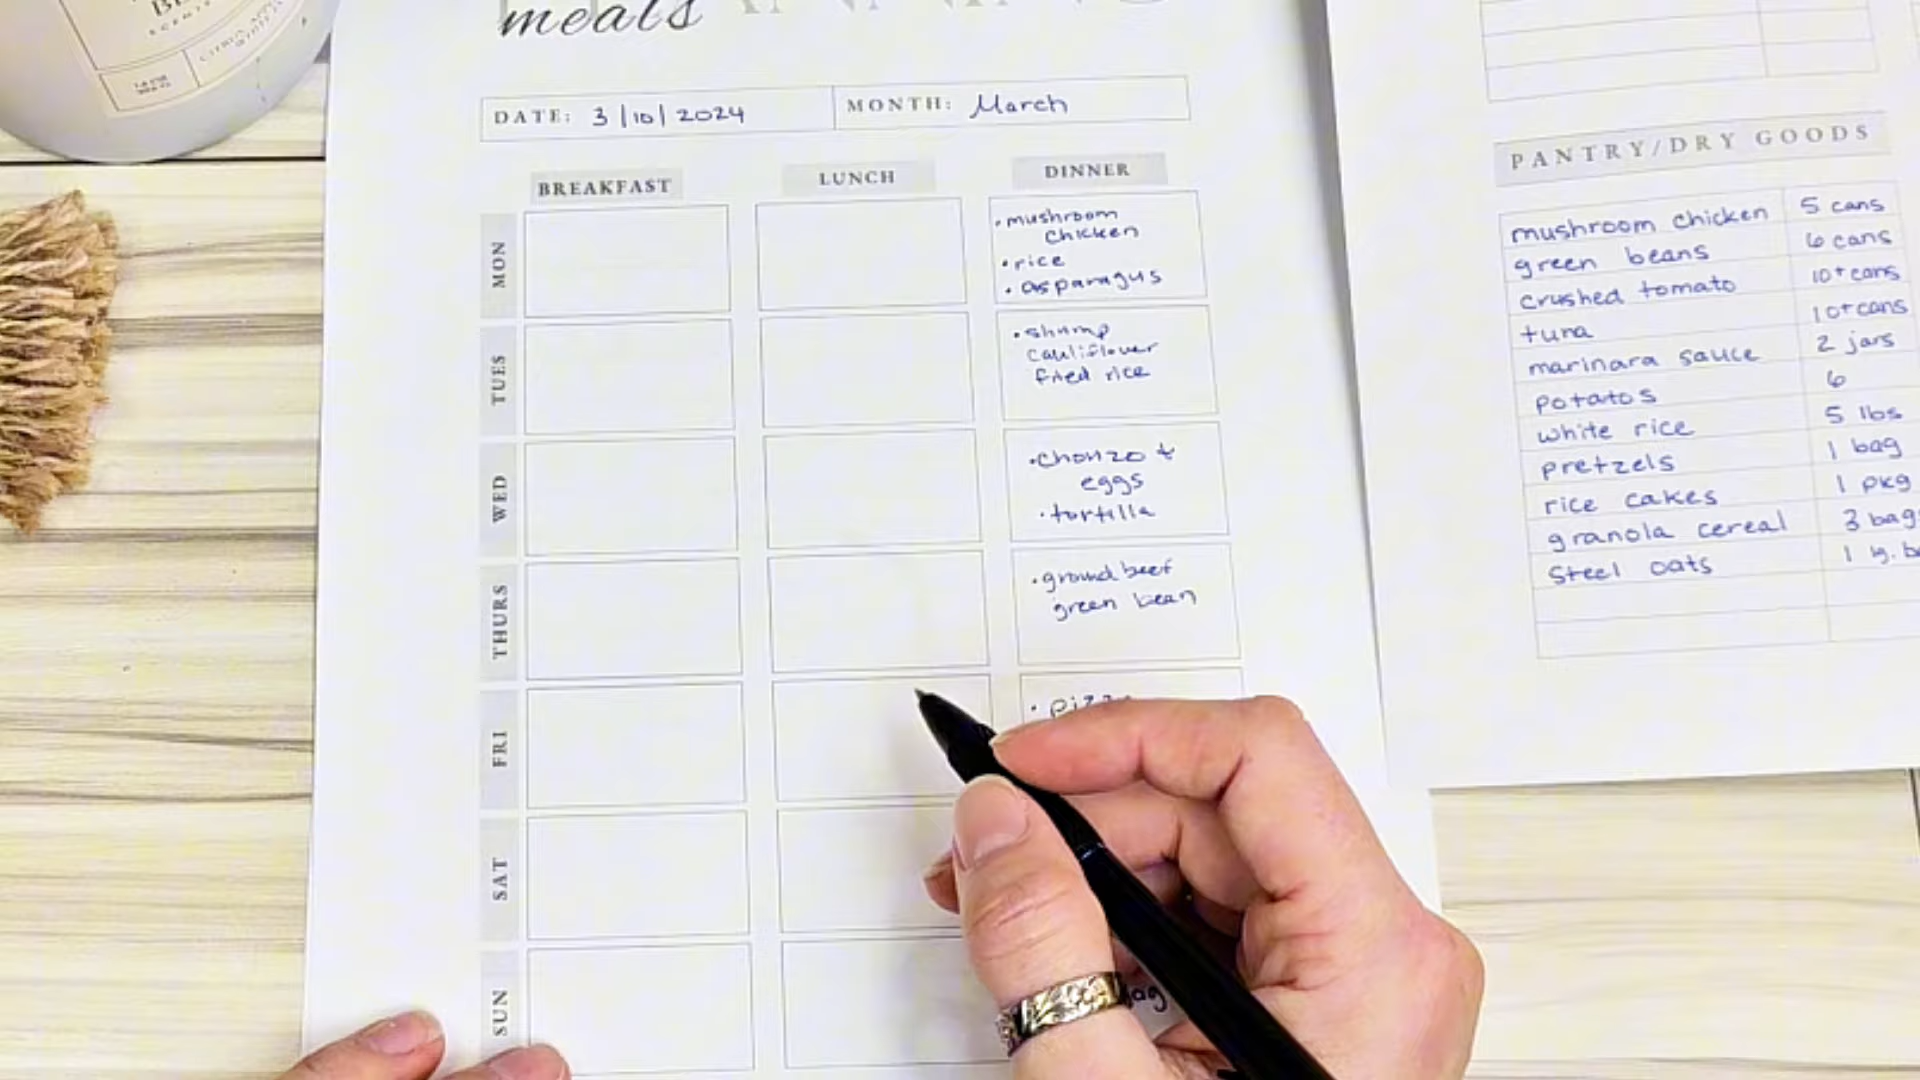 meals
DATE: 3/10/2024
MONTH: March
BREAKFAST
LUNCH
DINNER
MON
• mushroom
chicken
• rice
• asparagus
TUES
• shrimp
cauliflower
fried rice
WED
• chorizo &
eggs
• tortilla
THURS
• ground beef
green bean
FRI
•
SAT
SUN
PANTRY/DRY GOODS
mushroom chicken 5 cans
green beans 6 cans
crushed tomato 10+ cans
tuna 10+ cans
marinara sauce 2 jars
potatos 6
white rice 5 lbs
pretzels 1 bag
rice cakes 1 pkg
granola cereal 3 bags
steel oats 1 lg.